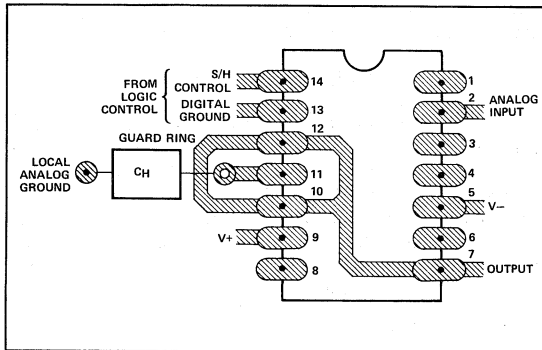 S/H
CONTROL
FROM
LOGIC
CONTROL
DIGITAL
GROUND
GUARD RING
LOCAL
ANALOG
GROUND
CH
V+
14
13
12
11
10
9
8
1
2
3
4
5
6
7
ANALOG
INPUT
V−
OUTPUT